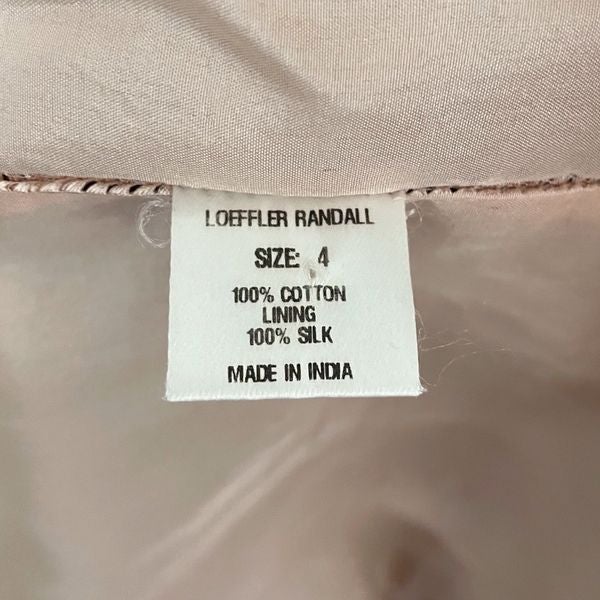 LOEFFLER RANDALL
SIZE: 4
100% COTTON
LINING
100% SILK
MADE IN INDIA